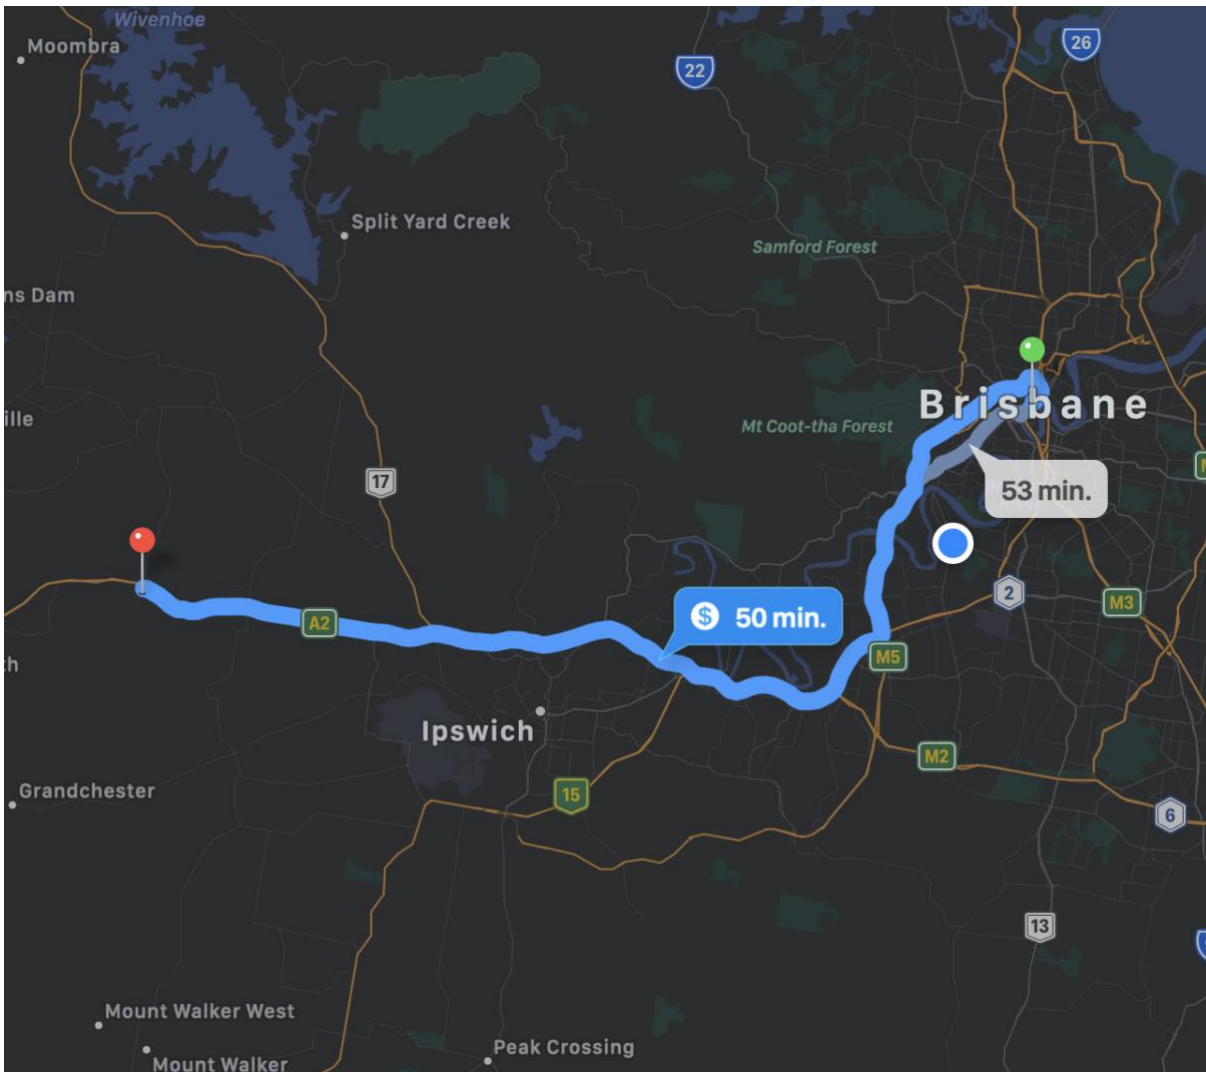 Wivenhoe
Moombra
26
22
Split Yard Creek
Samford Forest
ns Dam
Brisbane
ille
Mt Coot-tha Forest
17
53 min.
2
M3
A2
$ 50 min.
th
M5
Ipswich
M2
Grandchester
15
6
13
Mount Walker West
Peak Crossing
Mount Walker